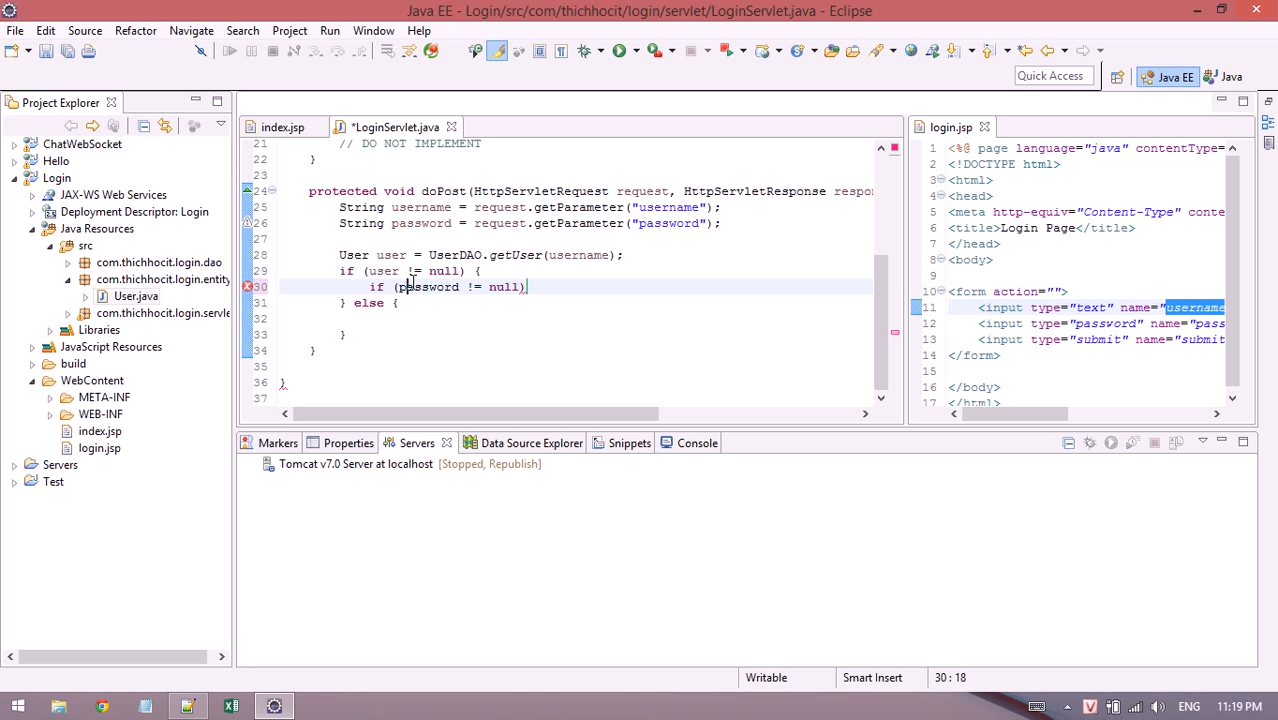 Java EE - Login/src/com/thichhocit/login/servlet/LoginServlet.java - Eclipse
File Edit Source Refactor Navigate Search Project Run Window Help
Quick Access
Java EE
Java
Project Explorer
ChatWebSocket
Hello
Login
JAX-WS Web Services
Deployment Descriptor: Login
Java Resources
src
com.thichhocit.login.dao
com.thichhocit.login.entity
User.java
com.thichhocit.login.servle
Libraries
JavaScript Resources
build
WebContent
META-INF
WEB-INF
index.jsp
login.jsp
Servers
Test
index.jsp
*LoginServlet.java
21 // DO NOT IMPLEMENT
22 }
23
24 protected void doPost(HttpServletRequest request, HttpServletResponse respon
25 String username = request.getParameter("username");
26 String password = request.getParameter("password");
27
28 User user = UserDAO.getUser(username);
29 if (user != null) {
30 if (password != null)
31 } else {
32
33 }
34 }
35
36 }
37
login.jsp
1 <%@ page language="java" contentType=
2 <!DOCTYPE html>
3 <html>
4 <head>
5 <meta http-equiv="Content-Type" conte
6 <title>Login Page</title>
7 </head>
8 <body>
9
10 <form action="">
11 <input type="text" name="username
12 <input type="password" name="pass
13 <input type="submit" name="submit
14 </form>
15
16 </body>
17 </html>
Markers Properties Servers Data Source Explorer Snippets Console
Tomcat v7.0 Server at localhost [Stopped, Republish]
Writable Smart Insert 30 : 18
ENG 11:19 PM